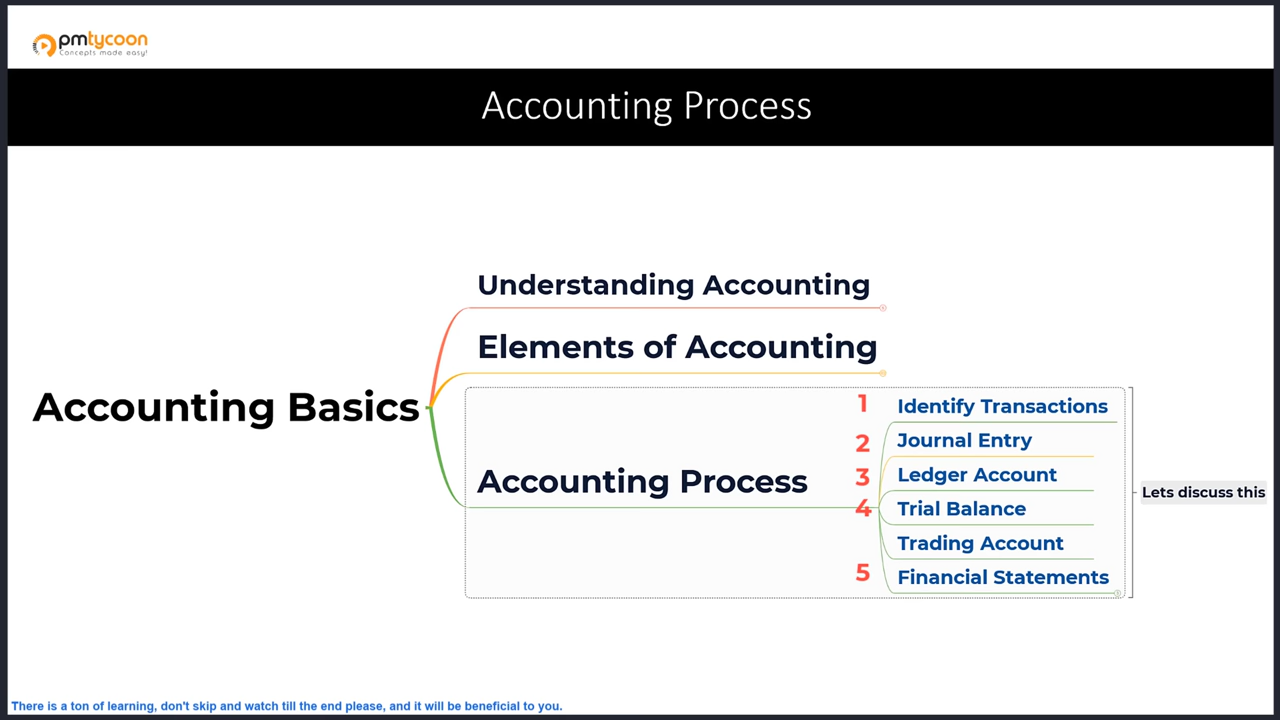 pmtycoon
Concepts made easy!
Accounting Process
Understanding Accounting
Elements of Accounting
Accounting Basics
Accounting Process
1 Identify Transactions
2 Journal Entry
3 Ledger Account
4 Trial Balance
Trading Account
5 Financial Statements
Lets discuss this
There is a ton of learning, don't skip and watch till the end please, and it will be beneficial to you.